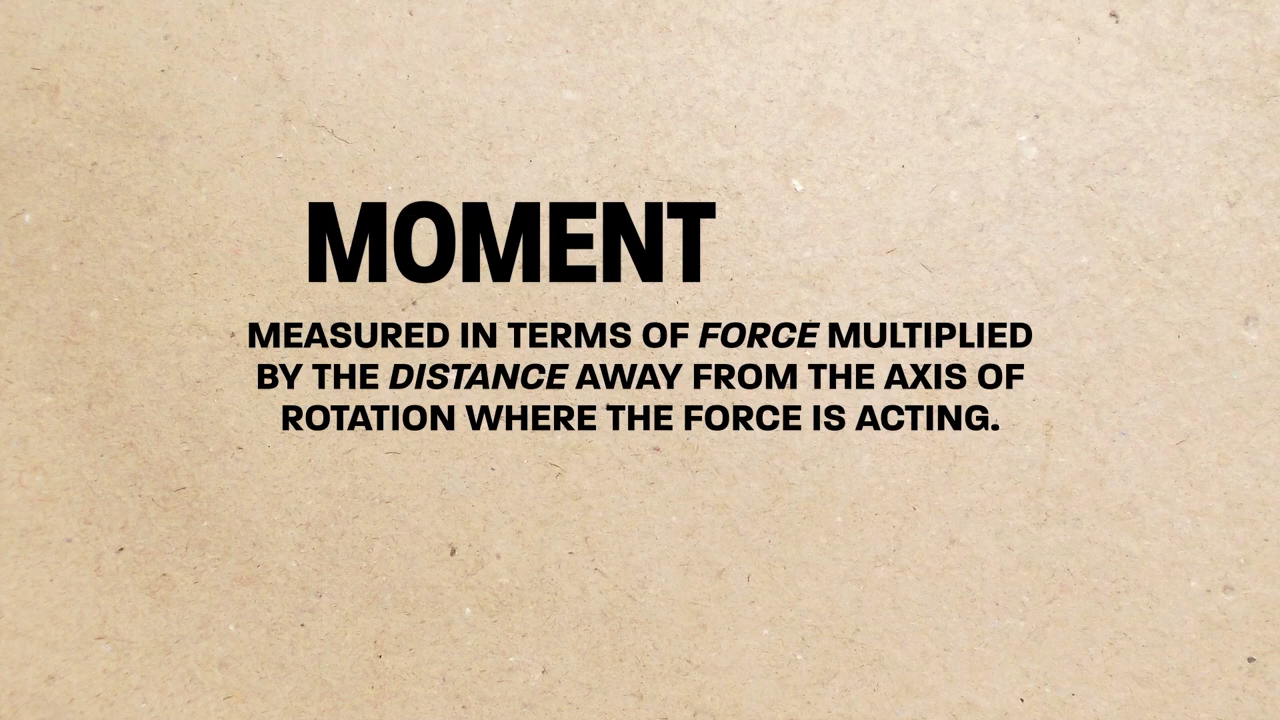 MOMENT
MEASURED IN TERMS OF FORCE MULTIPLIED
BY THE DISTANCE AWAY FROM THE AXIS OF
ROTATION WHERE THE FORCE IS ACTING.